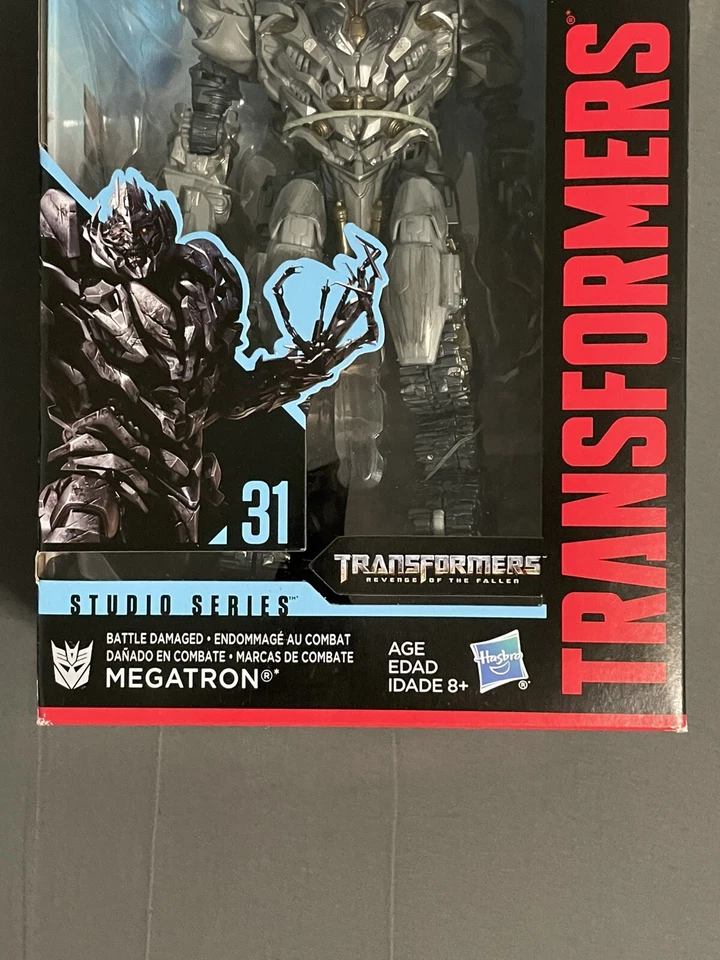 TRANSFORMERS®
31
TRANSFORMERS
REVENGE OF THE FALLEN
STUDIO SERIES™*
BATTLE DAMAGED • ENDOMMAGÉ AU COMBAT
DAÑADO EN COMBATE • MARCAS DE COMBATE
MEGATRON®*
AGE
EDAD
IDADE 8+
Hasbro®